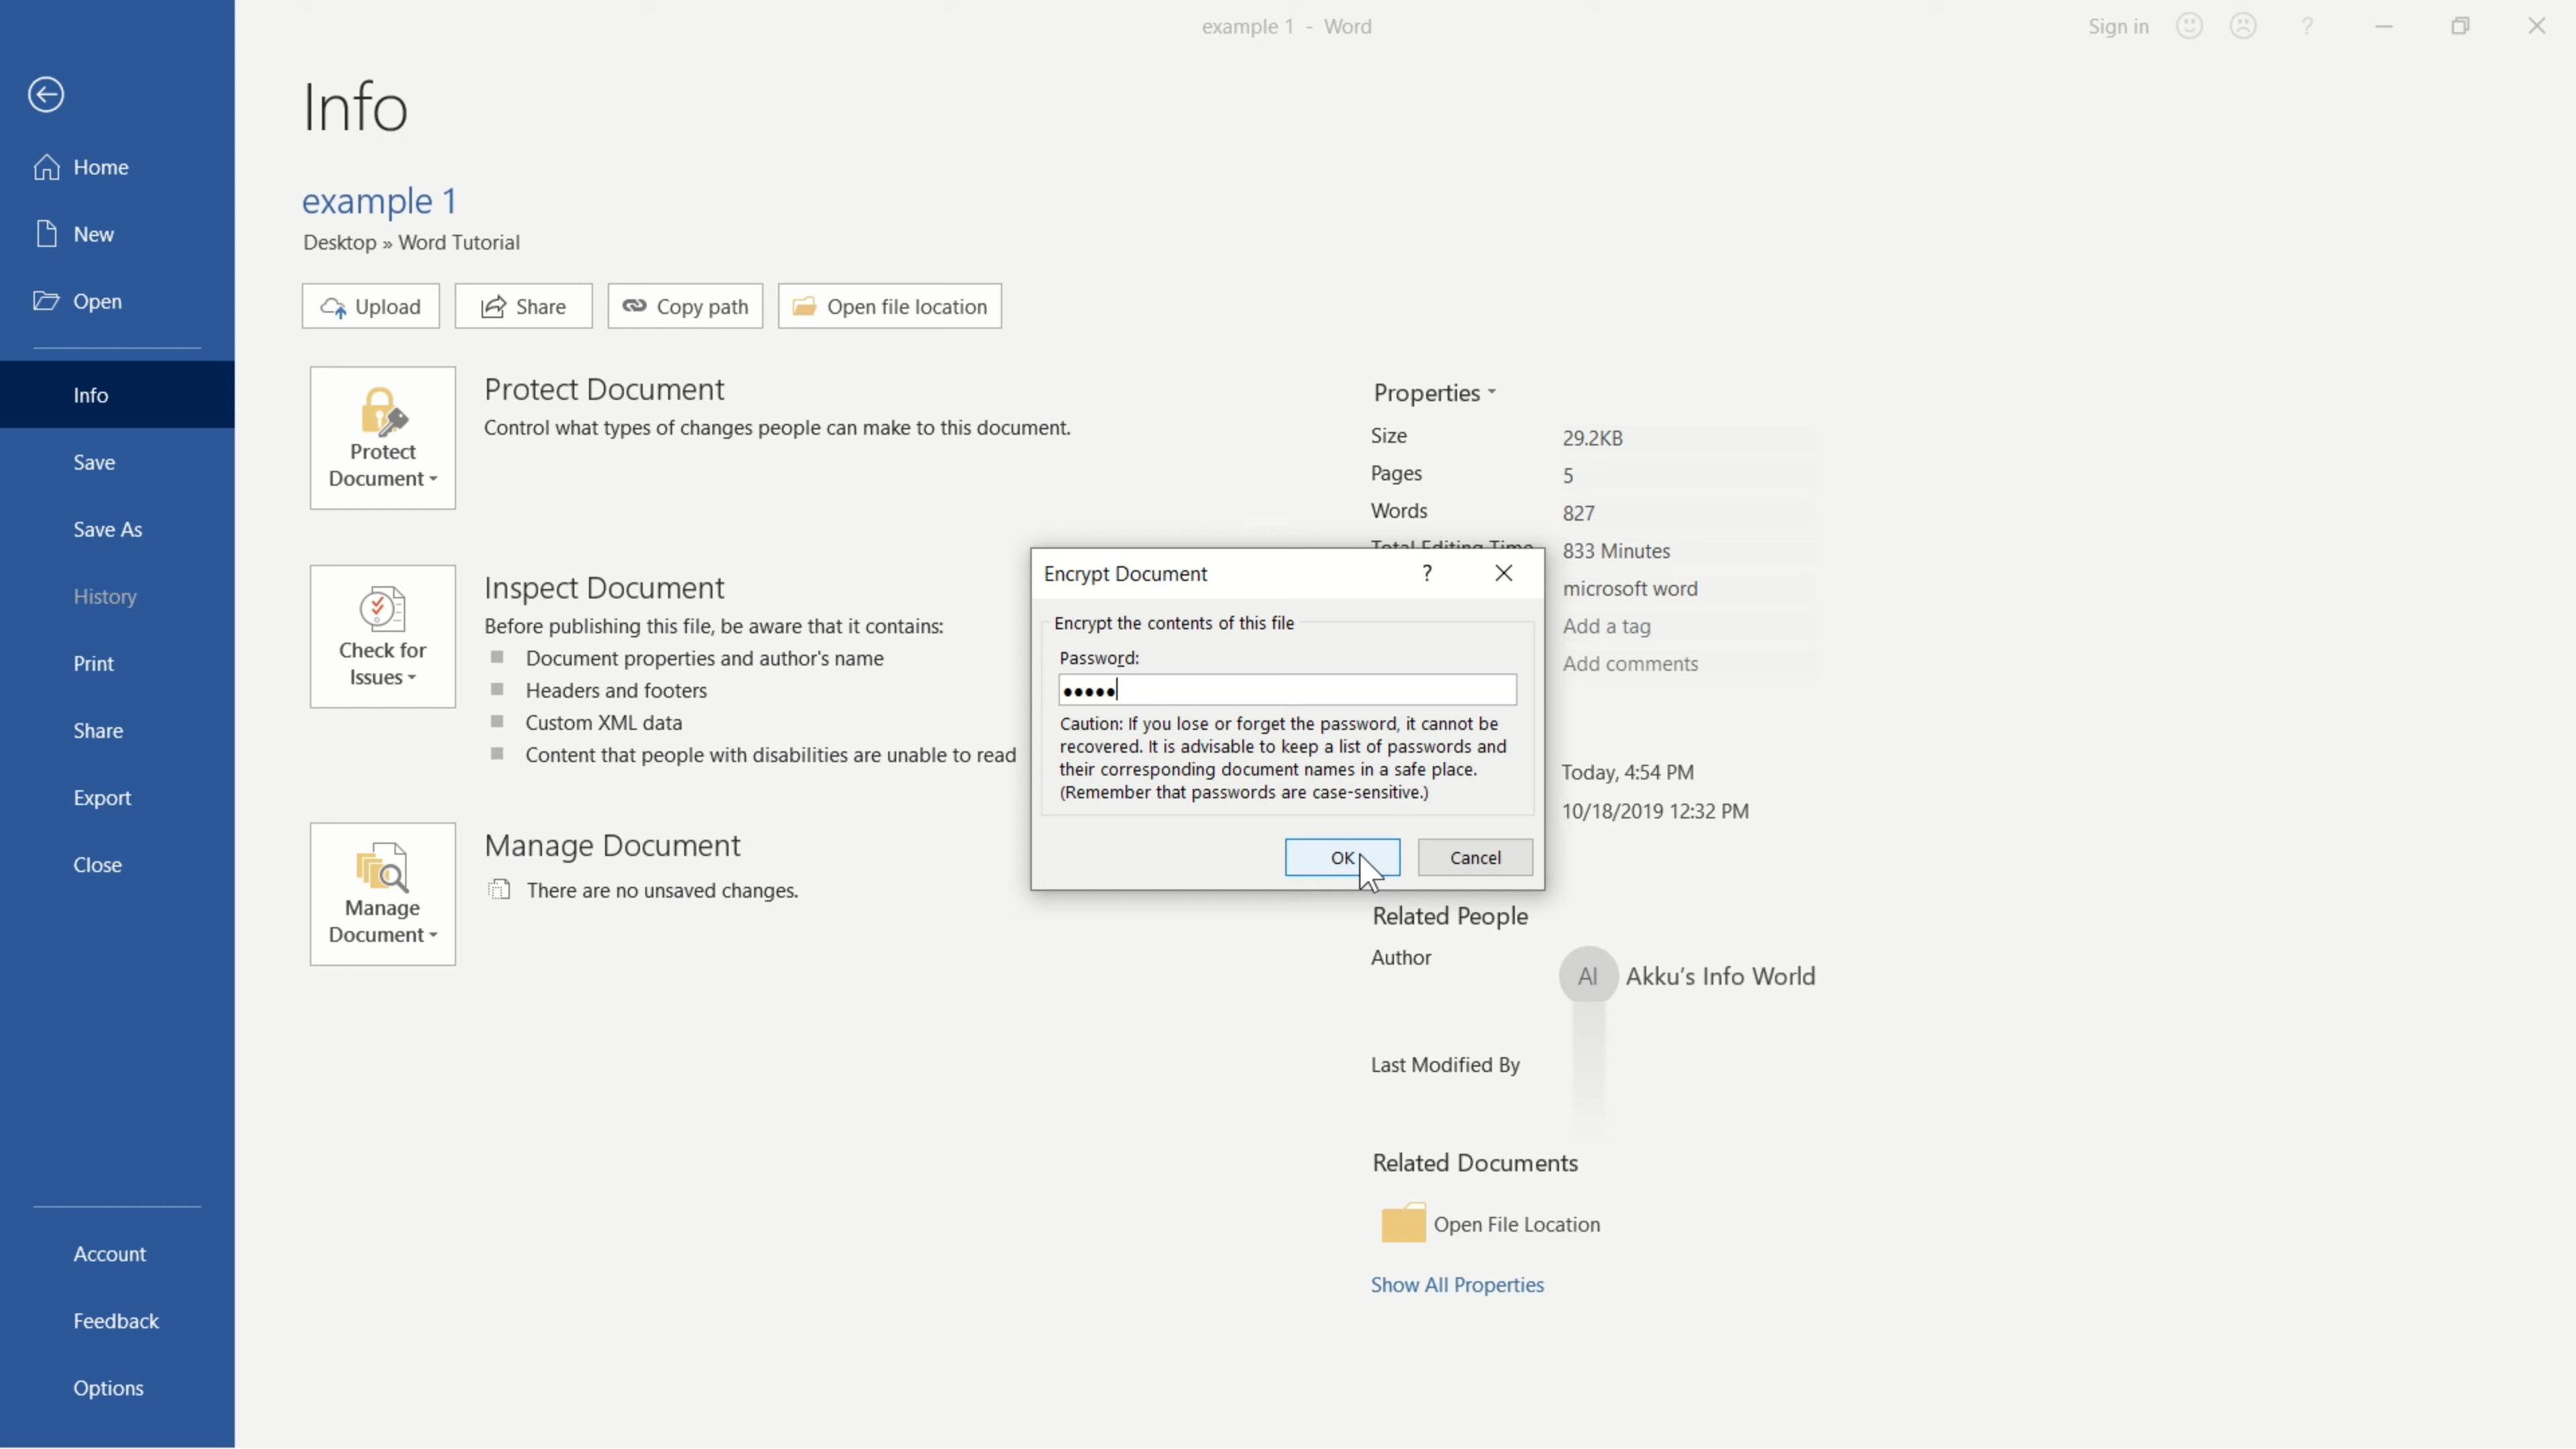 example 1 - Word
Sign in
?
Info
Home
New
Open
Info
Save
Save As
History
Print
Share
Export
Close
Account
Feedback
Options
example 1
Desktop » Word Tutorial
Upload
Share
Copy path
Open file location
Protect
Document
Protect Document
Control what types of changes people can make to this document.
Check for
Issues
Inspect Document
Before publishing this file, be aware that it contains:
Document properties and author's name
Headers and footers
Custom XML data
Content that people with disabilities are unable to read
Manage
Document
Manage Document
There are no unsaved changes.
Encrypt Document
?
Encrypt the contents of this file
Password:
●●●●●
Caution: If you lose or forget the password, it cannot be
recovered. It is advisable to keep a list of passwords and
their corresponding document names in a safe place.
(Remember that passwords are case-sensitive.)
OK
Cancel
Properties
Size 29.2KB
Pages 5
Words 827
Total Editing Time 833 Minutes
microsoft word
Add a tag
Add comments
Today, 4:54 PM
10/18/2019 12:32 PM
Related People
Author
AI Akku's Info World
Last Modified By
Related Documents
Open File Location
Show All Properties